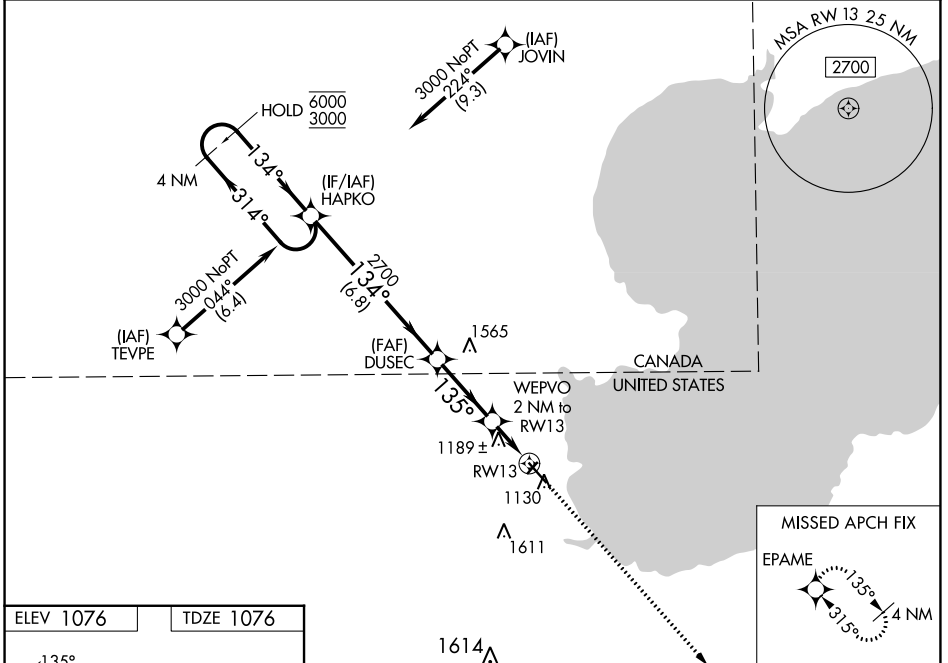 MSA RW 13 25 NM
2700
(IAF)
JOVIN
3000 NoPT
224°
(9.3)
HOLD 6000
3000
134°
4 NM
314°
(IF/IAF)
HAPKO
3000 NoPT
044°
(6.4)
(IAF)
TEVPE
2700
134°
(6.8)
(FAF)
DUSEC
1565
CANADA
UNITED STATES
135°
WEPVO
2 NM to
RW13
1189 ±
RW13
1130
1611
MISSED APCH FIX
EPAME
135°
315°
4 NM
ELEV 1076
TDZE 1076
135°
1614